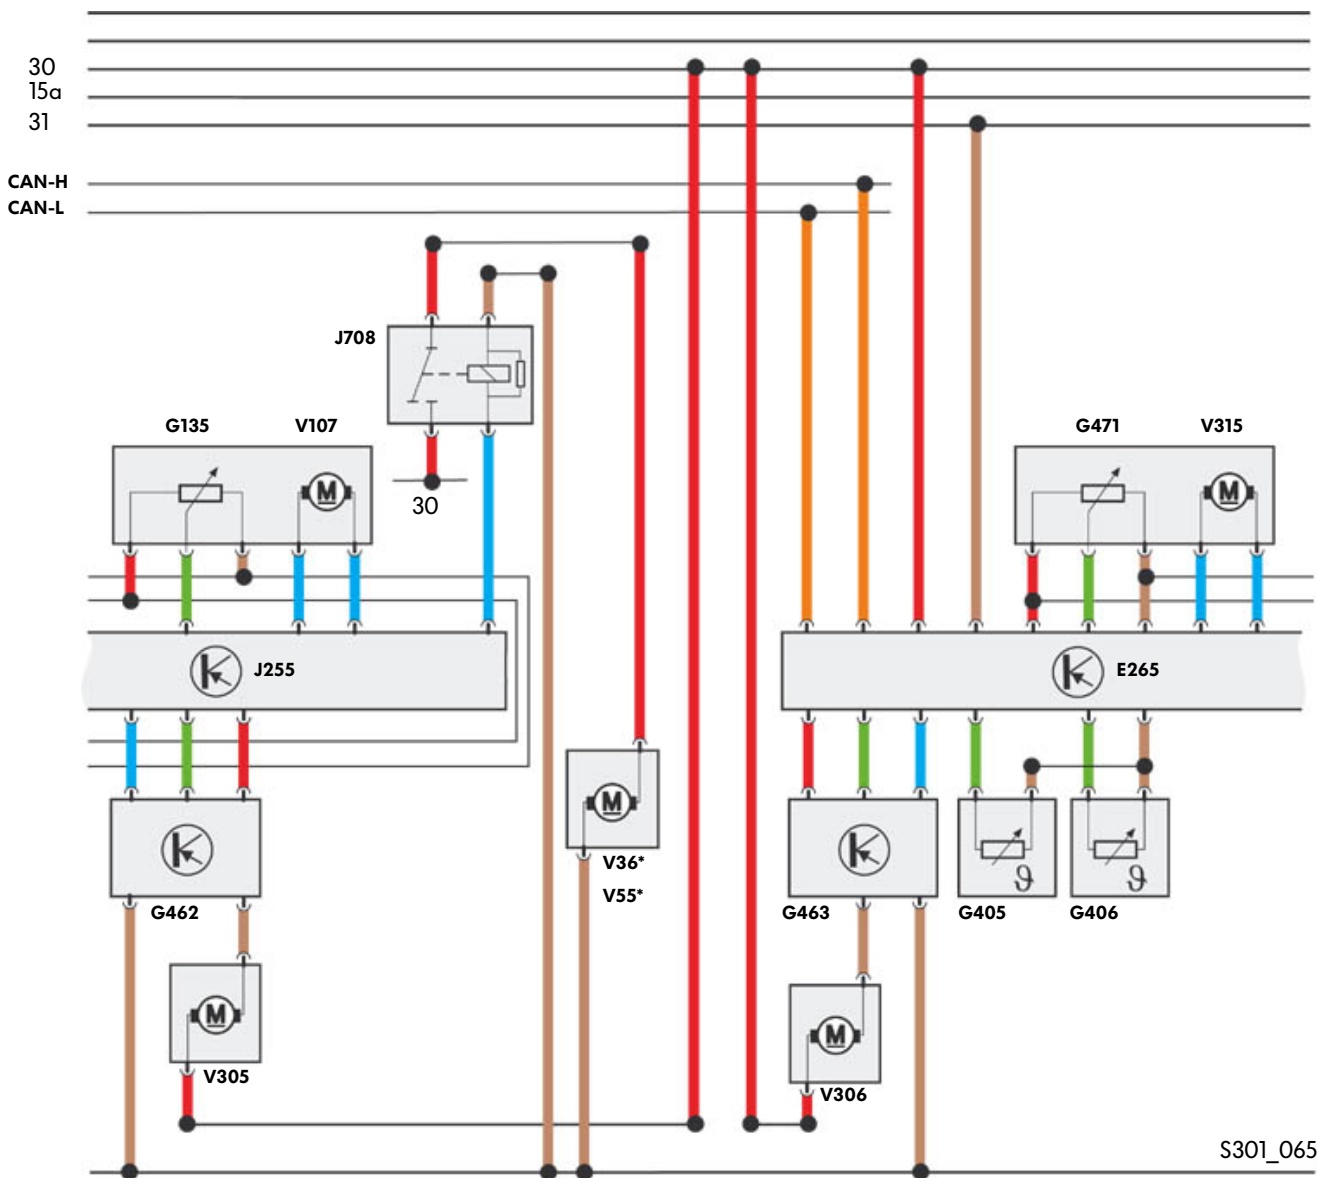 30
15a
31
CAN-H
CAN-L
J708
30
G135 V107
M
G471 V315
M
J255
E265
M
V36*
V55*
G462
G463
ϑ
G405
ϑ
G406
M
V305
M
V306
S301_065